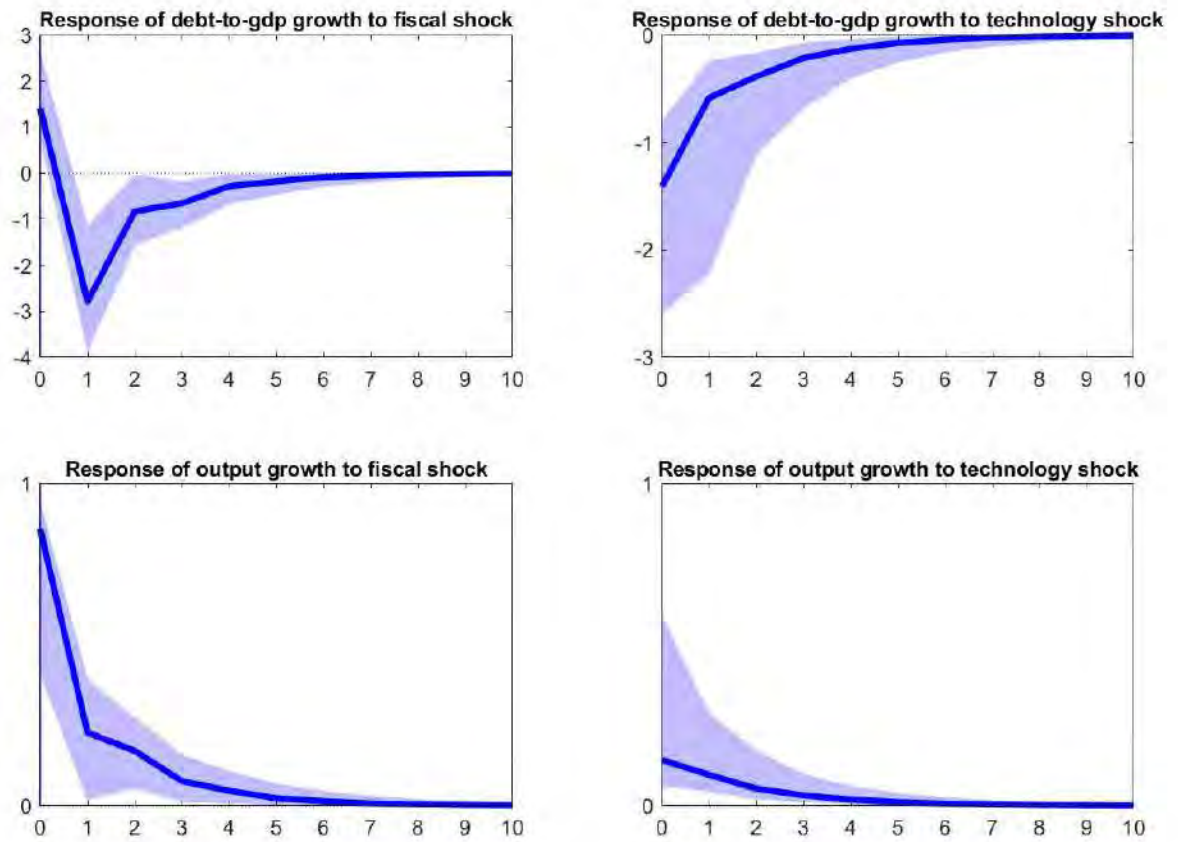 Response of debt-to-gdp growth to fiscal shock
3
2
1
0
-1
-2
-3
-4
0 1 2 3 4 5 6 7 8 9 10
Response of debt-to-gdp growth to technology shock
0
-1
-2
-3
0 1 2 3 4 5 6 7 8 9 10
Response of output growth to fiscal shock
1
0
0 1 2 3 4 5 6 7 8 9 10
Response of output growth to technology shock
1
0
0 1 2 3 4 5 6 7 8 9 10